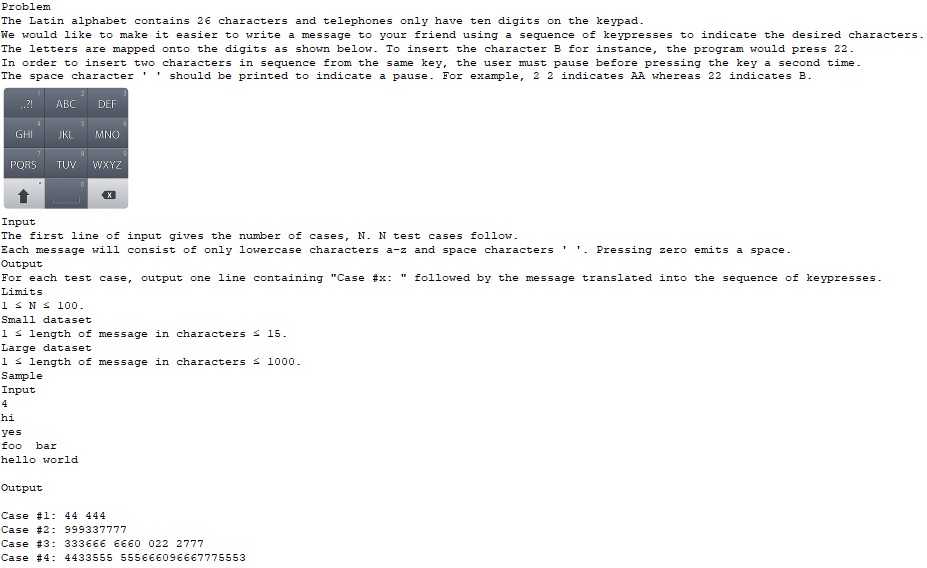 Problem
The Latin alphabet contains 26 characters and telephones only have ten digits on the keypad.
We would like to make it easier to write a message to your friend using a sequence of keypresses to indicate the desired characters.
The letters are mapped onto the digits as shown below. To insert the character B for instance, the program would press 22.
In order to insert two characters in sequence from the same key, the user must pause before pressing the key a second time.
The space character ' ' should be printed to indicate a pause. For example, 2 2 indicates AA whereas 22 indicates B.
1 2 3
.,?! ABC DEF
4 5 6
GHI JKL MNO
7 8 9
PQRS TUV WXYZ
0
X
Input
The first line of input gives the number of cases, N. N test cases follow.
Each message will consist of only lowercase characters a-z and space characters ' '. Pressing zero emits a space.
Output
For each test case, output one line containing "Case #x: " followed by the message translated into the sequence of keypresses.
Limits
1 ≤ N ≤ 100.
Small dataset
1 ≤ length of message in characters ≤ 15.
Large dataset
1 ≤ length of message in characters ≤ 1000.
Sample
Input
4
hi
yes
foo  bar
hello world
Output
Case #1: 44 444
Case #2: 999337777
Case #3: 333666 6660 022 2777
Case #4: 4433555 555666096667775553